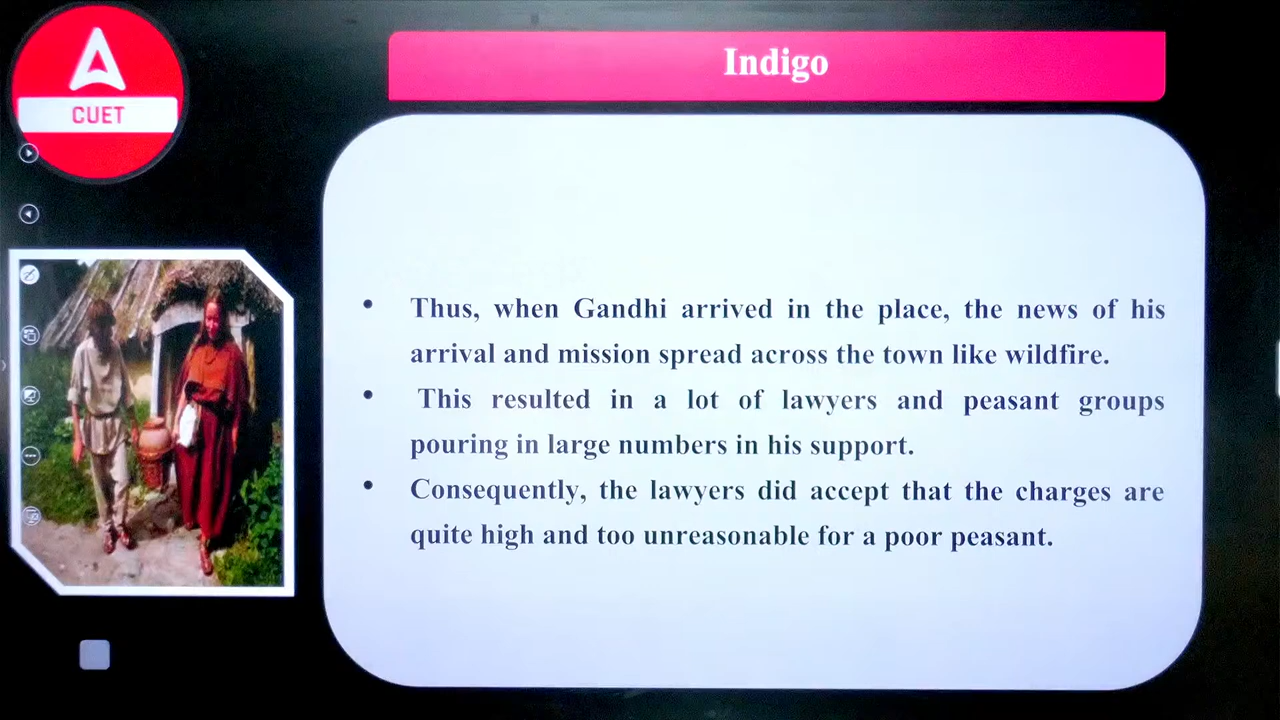 Indigo
CUET
• Thus, when Gandhi arrived in the place, the news of his
arrival and mission spread across the town like wildfire.
• This resulted in a lot of lawyers and peasant groups
pouring in large numbers in his support.
• Consequently, the lawyers did accept that the charges are
quite high and too unreasonable for a poor peasant.